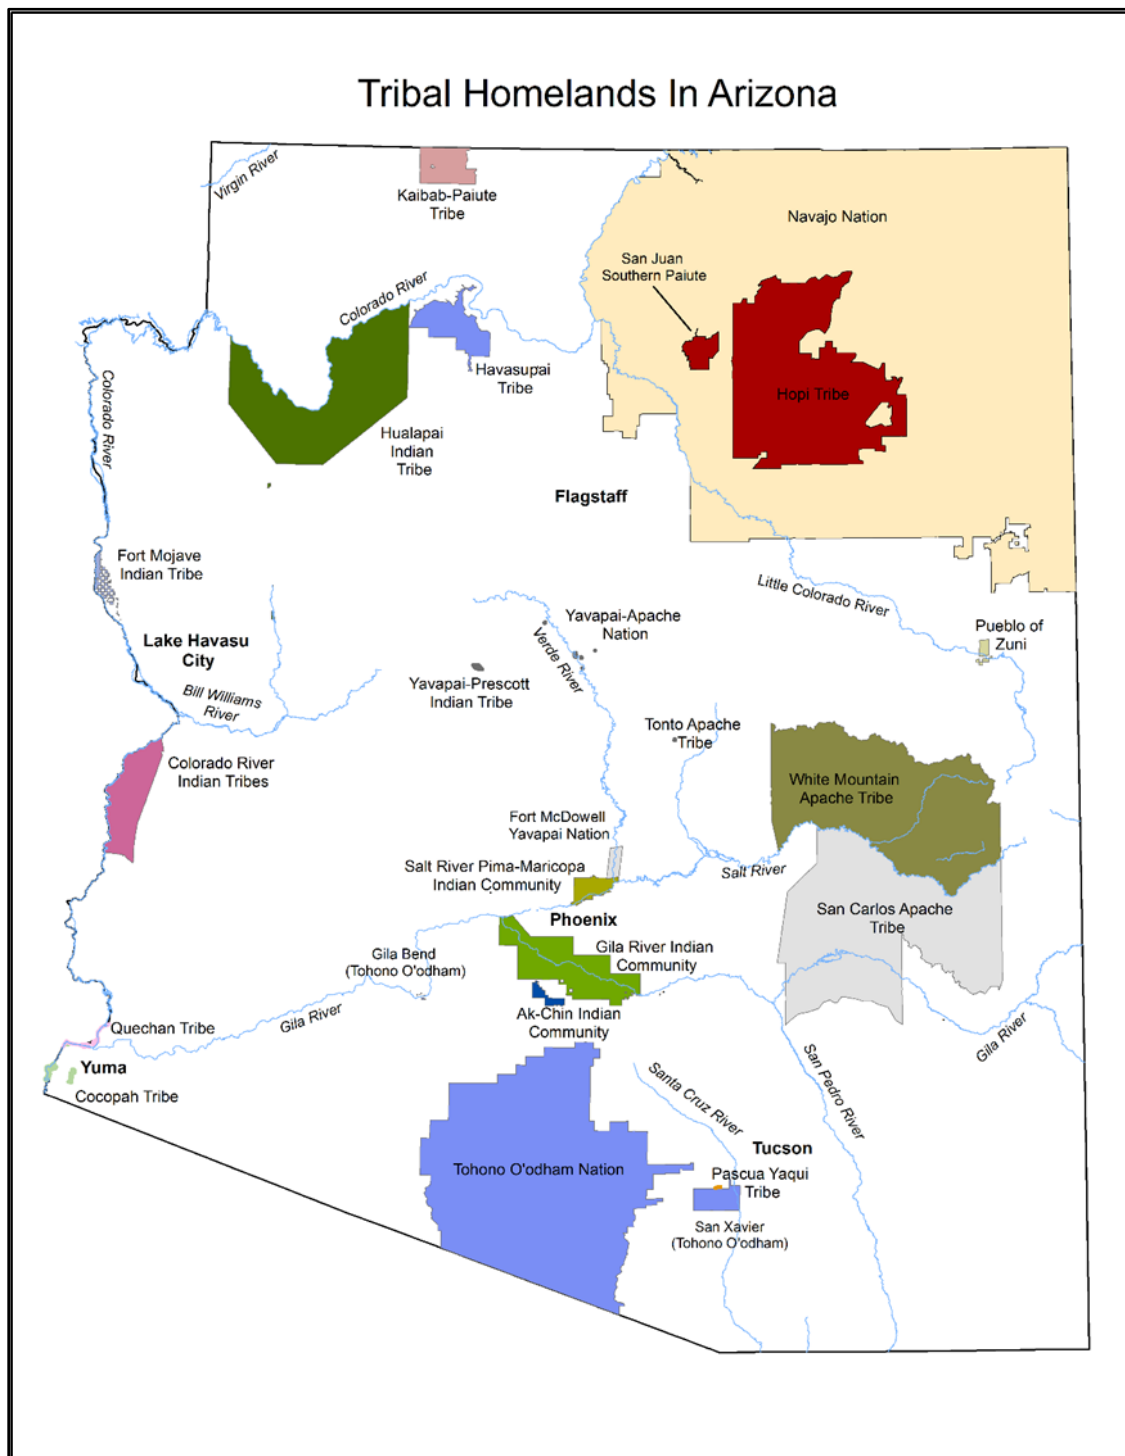 Tribal Homelands In Arizona
Virgin River
Kaibab-Paiute
Tribe
Navajo Nation
San Juan
Southern Paiute
Colorado River
Havasupai
Tribe
Hopi Tribe
Colorado River
Hualapai
Indian
Tribe
Flagstaff
Fort Mojave
Indian Tribe
Little Colorado River
Yavapai-Apache
Nation
Pueblo of
Zuni
Lake Havasu
City
Verde River
Yavapai-Prescott
Indian Tribe
Bill Williams
River
Tonto Apache
Tribe
Colorado River
Indian Tribes
White Mountain
Apache Tribe
Fort McDowell
Yavapai Nation
Salt River Pima-Maricopa
Indian Community
Salt River
San Carlos Apache
Tribe
Phoenix
Gila River Indian
Community
Gila Bend
(Tohono O'odham)
Ak-Chin Indian
Community
Gila River
Gila River
Quechan Tribe
Yuma
Cocopah Tribe
San Pedro River
Santa Cruz River
Tucson
Tohono O'odham Nation
Pascua Yaqui
Tribe
San Xavier
(Tohono O'odham)